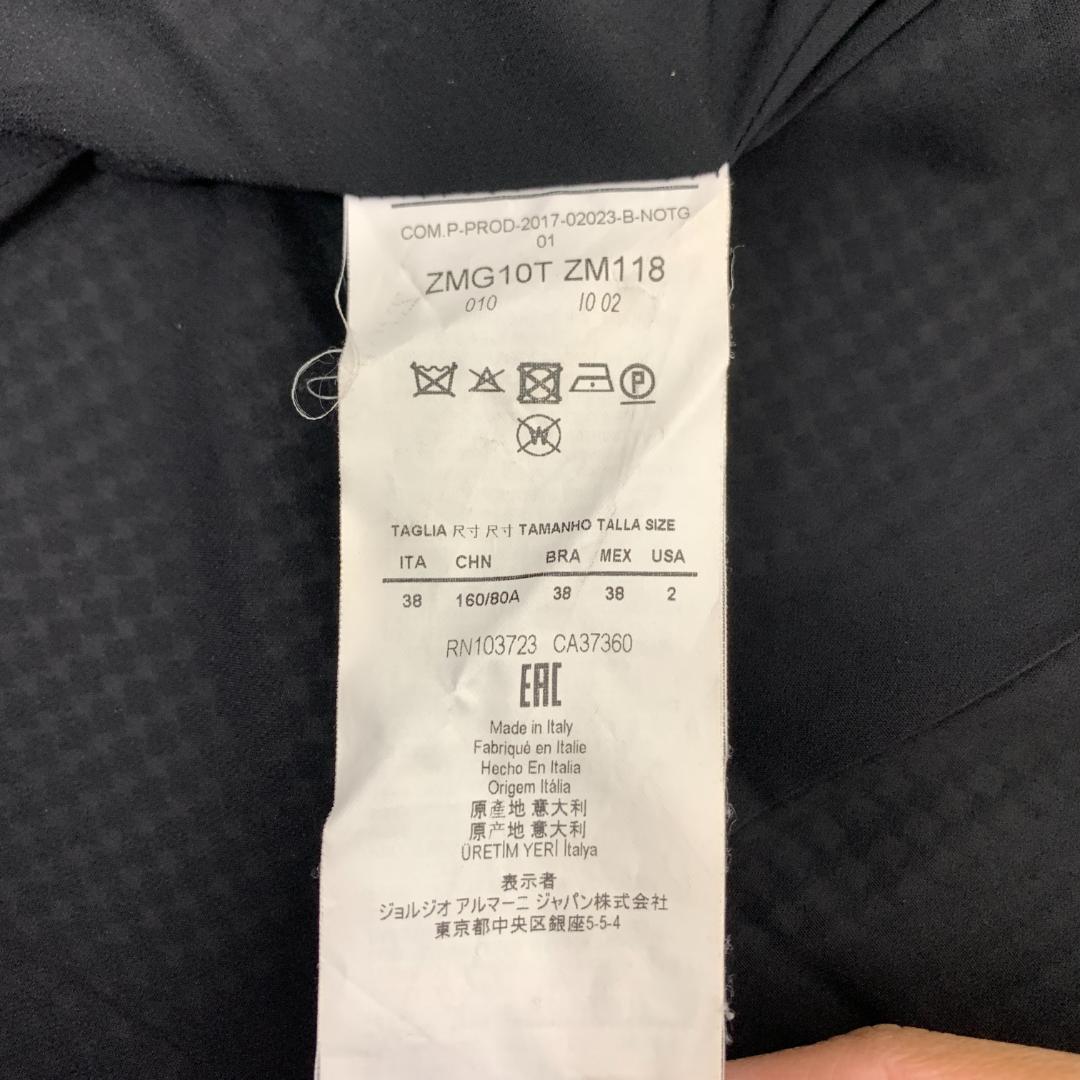 COM.P-PROD-2017-02023-B-NOTG
01
ZMG10T ZM118
010 10 02
P
W
TAGLIA 尺寸 尺寸 TAMANHO TALLA SIZE
ITA CHN BRA MEX USA
38 160/80A 38 38 2
RN103723 CA37360
EAC
Made in Italy
Fabriqué en Italie
Hecho En Italia
Origem Itália
原產地 意大利
原产地 意大利
ÜRETİM YERİ İtalya
表示者
ジョルジオ アルマーニ ジャパン株式会社
東京都中央区銀座5-5-4